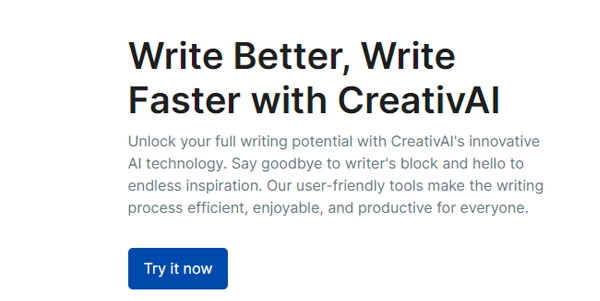 Write Better, Write
Faster with CreativAI
Unlock your full writing potential with CreativAI's innovative
AI technology. Say goodbye to writer's block and hello to
endless inspiration. Our user-friendly tools make the writing
process efficient, enjoyable, and productive for everyone.
Try it now